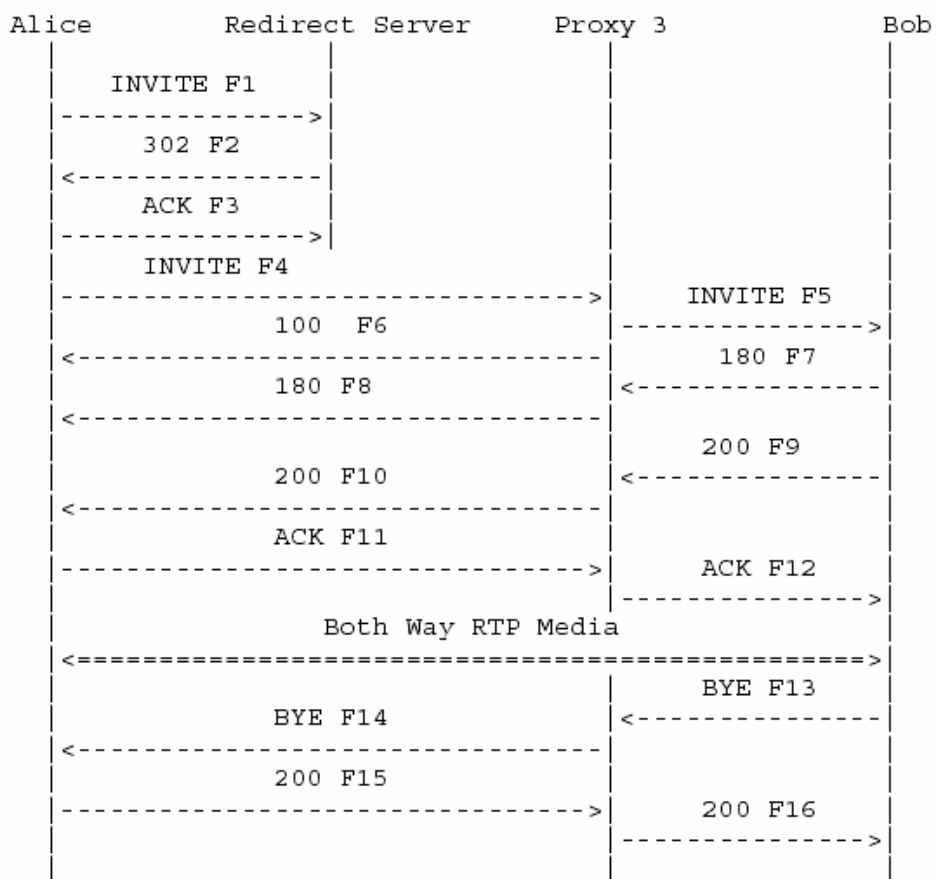 Alice Redirect Server Proxy 3 Bob
INVITE F1
302 F2
ACK F3
INVITE F4
INVITE F5
100 F6
180 F7
180 F8
200 F9
200 F10
ACK F11
ACK F12
Both Way RTP Media
BYE F13
BYE F14
200 F15
200 F16